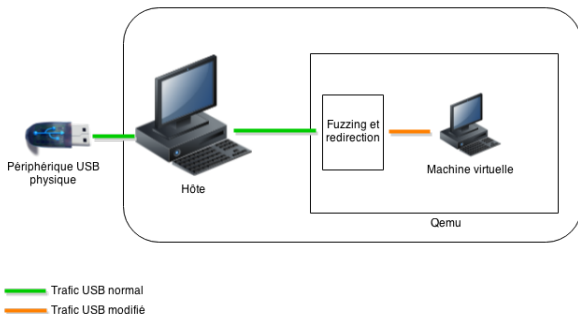 Périphérique USB
physique
Hôte
Fuzzing et
redirection
Machine virtuelle
Qemu
Trafic USB normal
Trafic USB modifié